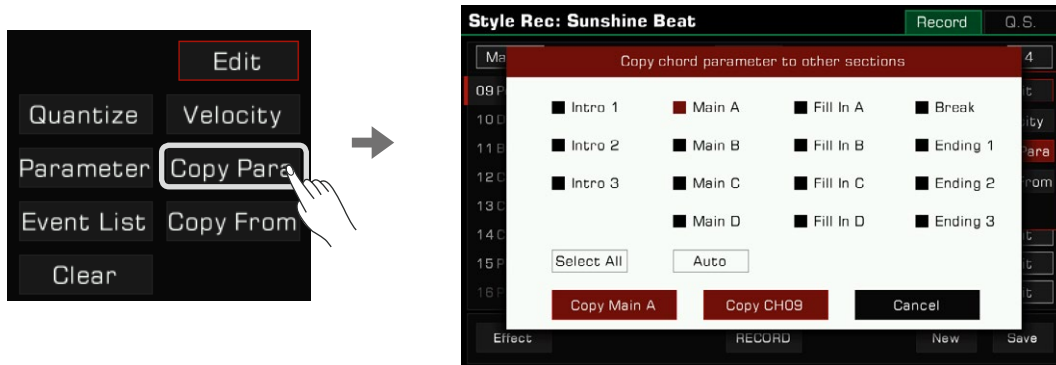 Edit
Quantize Velocity
Parameter Copy Para
Event List Copy From
Clear
Style Rec: Sunshine Beat Record Q.S.
Copy chord parameter to other sections
4
Intro 1 Main A Fill In A Break
Intro 2 Main B Fill In B Ending 1
Intro 3 Main C Fill In C Ending 2
Main D Fill In D Ending 3
Select All Auto
Copy Main A Copy CH09 Cancel
Effect RECORD New Save